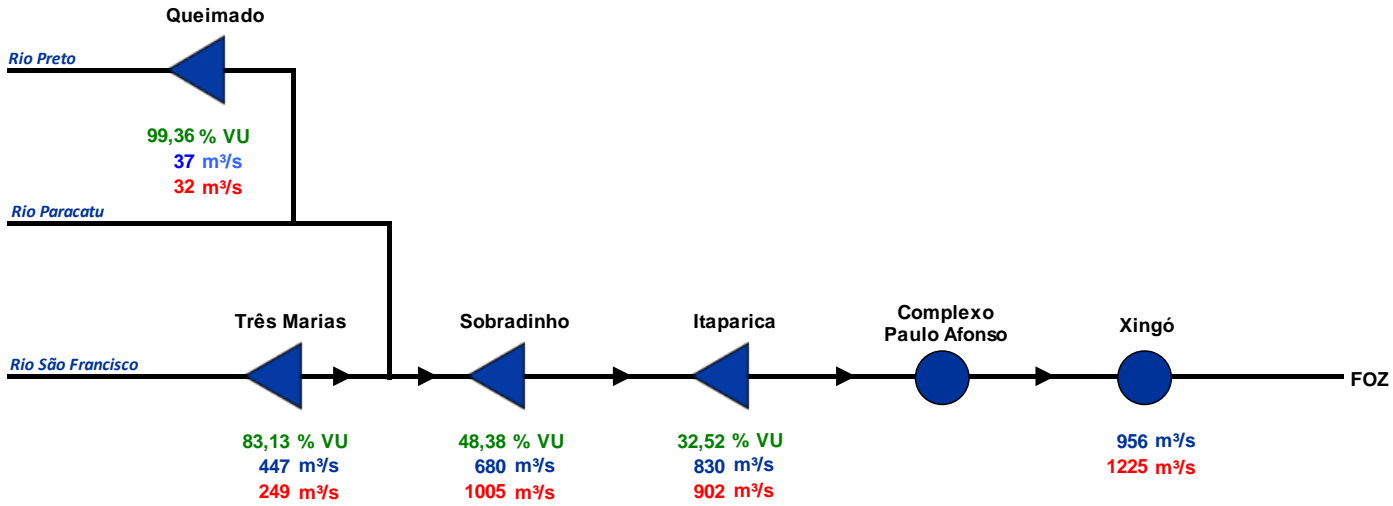 Queimado
Rio Preto
99,36 % VU
37 m³/s
32 m³/s
Rio Paracatu
Três Marias
Sobradinho
Itaparica
Complexo
Paulo Afonso
Xingó
Rio São Francisco
FOZ
83,13 % VU
447 m³/s
249 m³/s
48,38 % VU
680 m³/s
1005 m³/s
32,52 % VU
830 m³/s
902 m³/s
956 m³/s
1225 m³/s